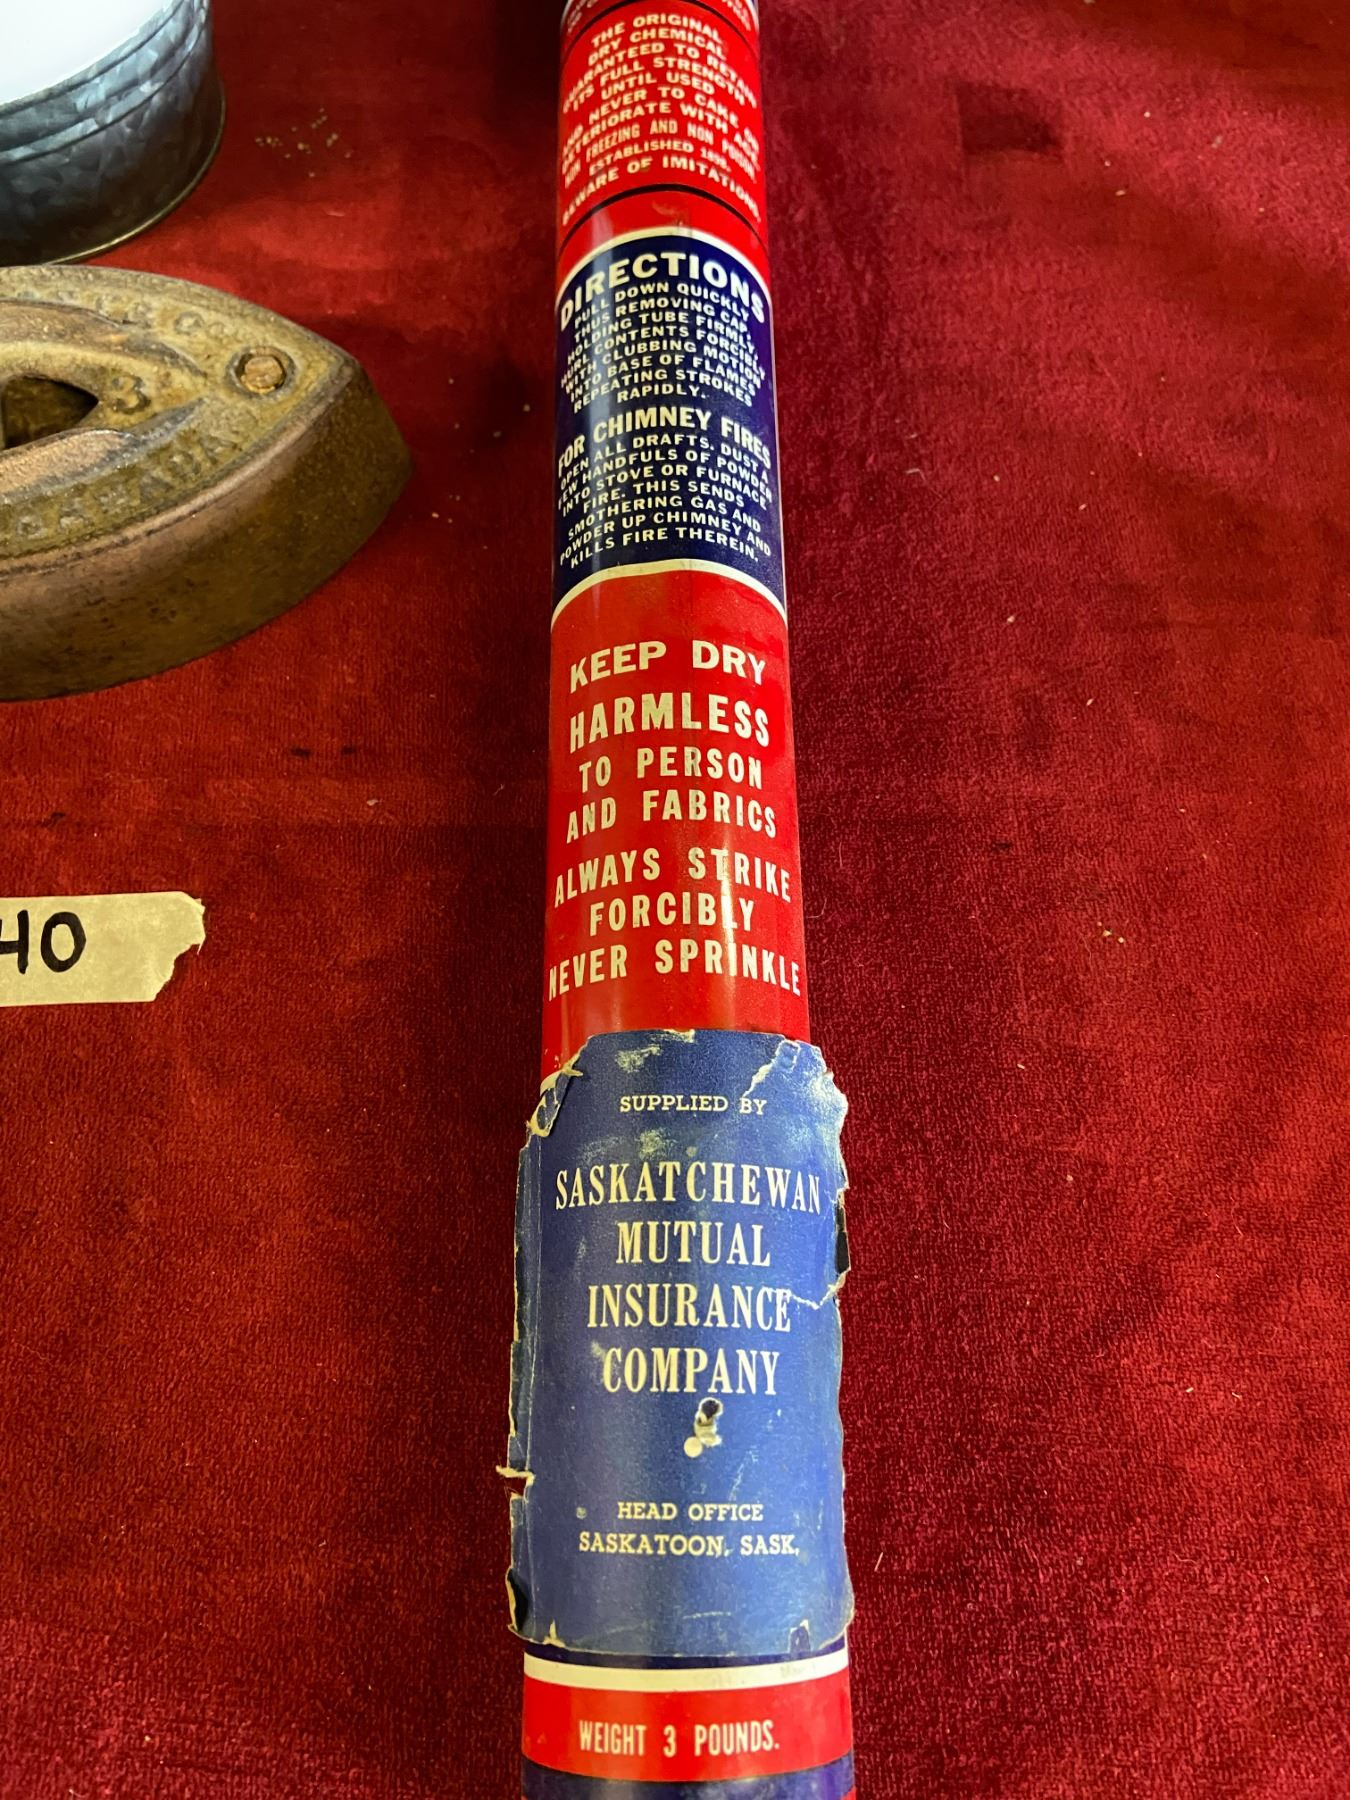 THE ORIGINAL
DRY CHEMICAL
GUARANTEED TO RETAIN
ITS FULL STRENGTH
UNTIL USED
AND NEVER TO CAKE OR
DETERIORATE WITH AGE
NON FREEZING AND NON POISON
ESTABLISHED
BEWARE OF IMITATIONS.
DIRECTIONS
PULL DOWN QUICKLY,
THUS REMOVING CAP,
HOLDING TUBE FIRMLY,
HURL CONTENTS FORCIBLY
WITH CLUBBING MOTION
INTO BASE OF FLAMES
REPEATING STROKES
RAPIDLY.
FOR CHIMNEY FIRES
OPEN ALL DRAFTS. DUST A
FEW HANDFULS OF POWDER
INTO STOVE OR FURNACE
FIRE. THIS SENDS
SMOTHERING GAS AND
POWDER UP CHIMNEY AND
KILLS FIRE THEREIN.
KEEP DRY
HARMLESS
TO PERSON
AND FABRICS
ALWAYS STRIKE
FORCIBLY
NEVER SPRINKLE
SUPPLIED BY
SASKATCHEWAN
MUTUAL
INSURANCE
COMPANY
HEAD OFFICE
SASKATOON, SASK.
WEIGHT 3 POUNDS.
3
CANADA
40